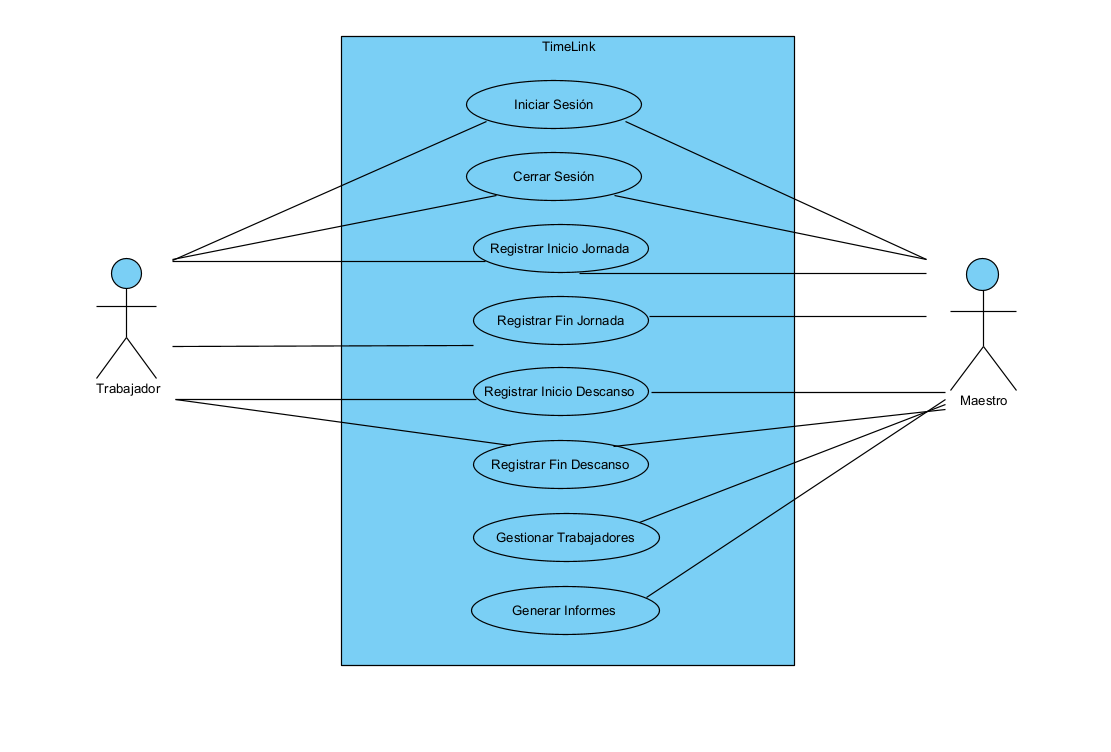 TimeLink
Iniciar Sesión
Cerrar Sesión
Registrar Inicio Jornada
Registrar Fin Jornada
Registrar Inicio Descanso
Registrar Fin Descanso
Gestionar Trabajadores
Generar Informes
Trabajador
Maestro